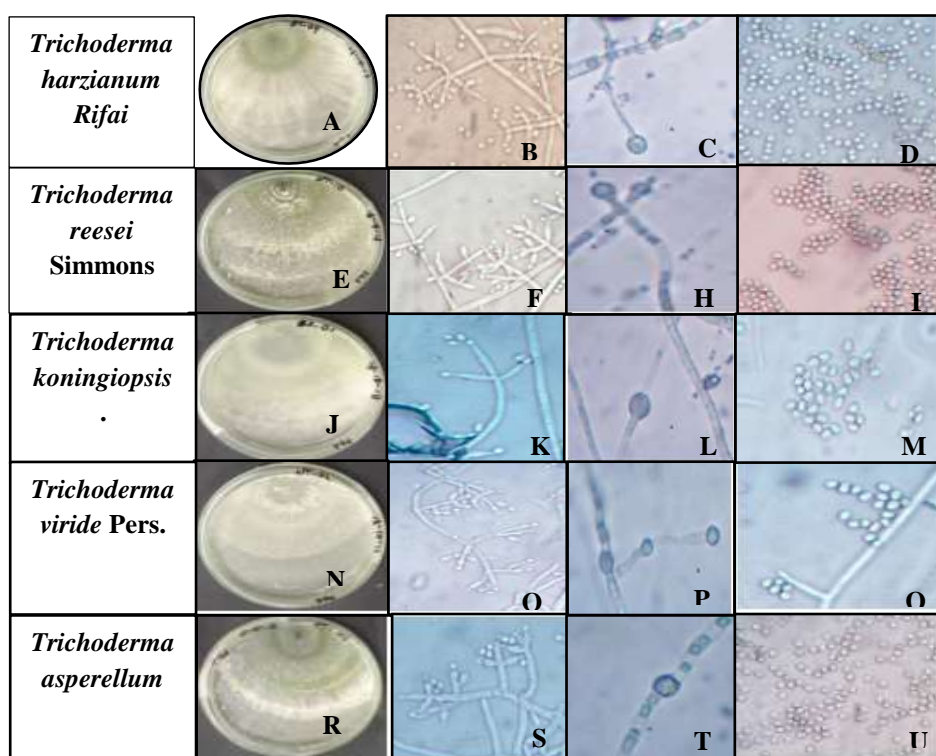 Trichoderma
harzianum
Rifai
A
B
C
D
Trichoderma
reesei
Simmons
E
F
H
I
Trichoderma
koningiopsis
.
J
K
L
M
Trichoderma
viride Pers.
N
O
P
Q
Trichoderma
asperellum
R
S
T
U